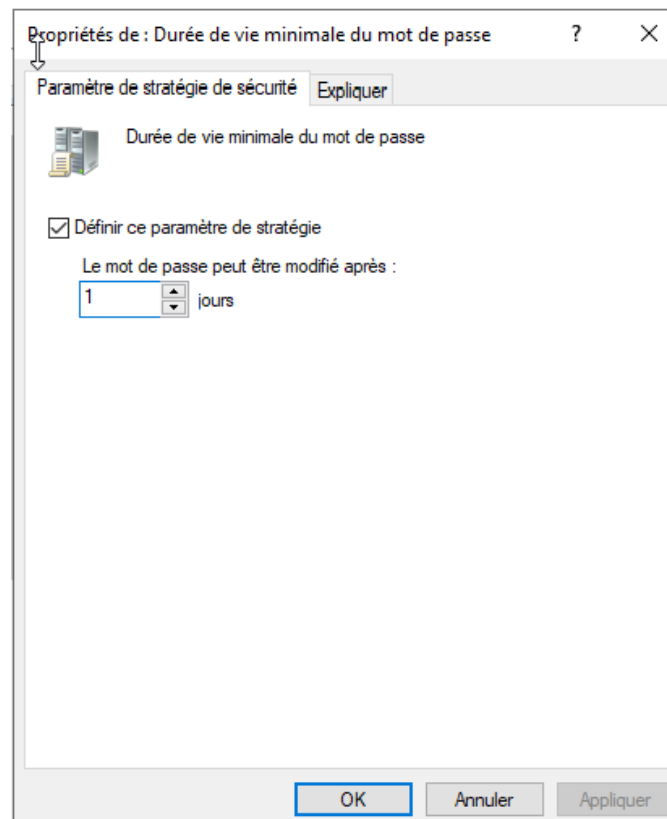 Propriétés de : Durée de vie minimale du mot de passe ?
Paramètre de stratégie de sécurité Expliquer
Durée de vie minimale du mot de passe
Définir ce paramètre de stratégie
Le mot de passe peut être modifié après :
1 jours
OK Annuler Appliquer